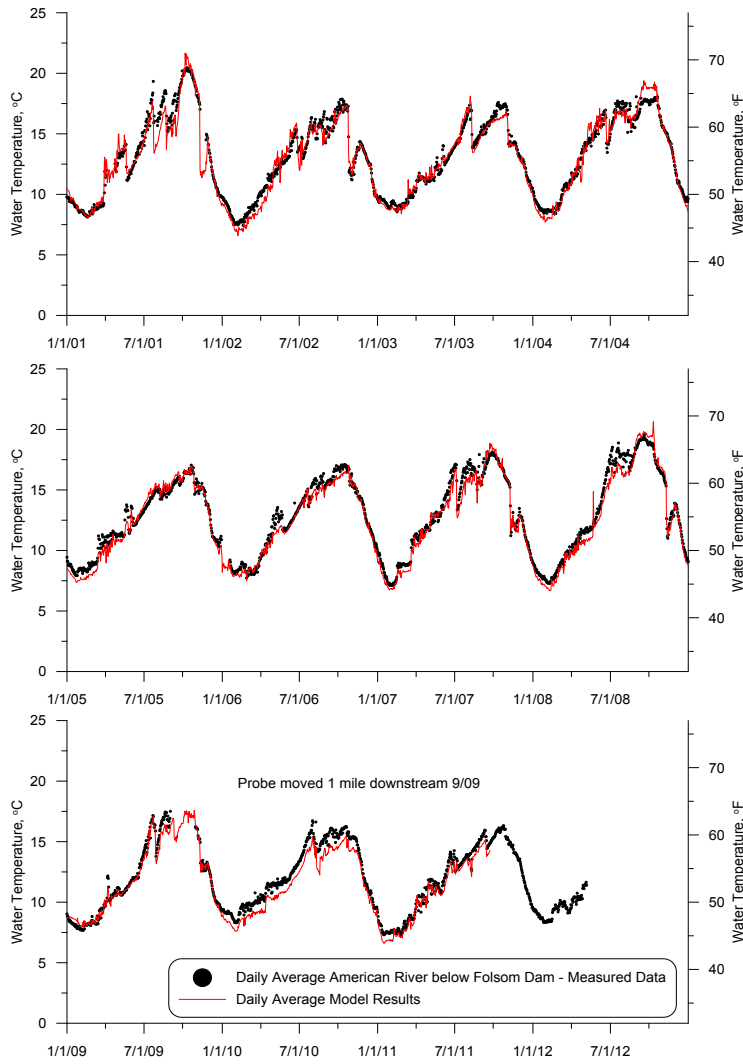 25
20
15
10
5
0
Water Temperature, ºC
70
60
50
40
Water Temperature, ºF
1/1/01 7/1/01 1/1/02 7/1/02 1/1/03 7/1/03 1/1/04 7/1/04
25
20
15
10
5
0
Water Temperature, ºC
70
60
50
40
Water Temperature, ºF
1/1/05 7/1/05 1/1/06 7/1/06 1/1/07 7/1/07 1/1/08 7/1/08
25
20
15
10
5
0
Water Temperature, ºC
70
60
50
40
Water Temperature, ºF
Probe moved 1 mile downstream 9/09
Daily Average American River below Folsom Dam - Measured Data
Daily Average Model Results
1/1/09 7/1/09 1/1/10 7/1/10 1/1/11 7/1/11 1/1/12 7/1/12